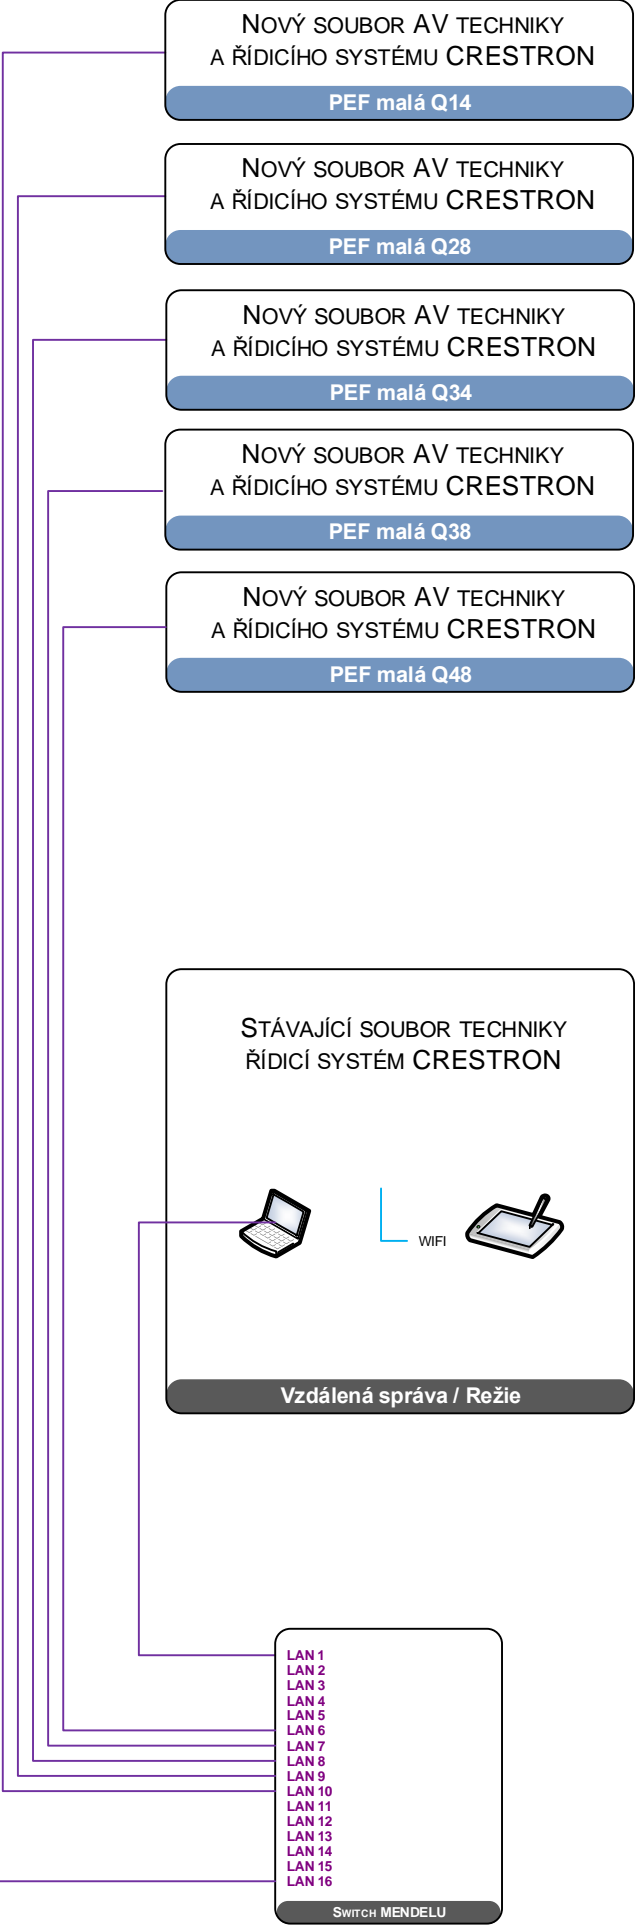 NOVÝ SOUBOR AV TECHNIKY
A ŘÍDICÍHO SYSTÉMU CRESTRON
PEF malá Q14
NOVÝ SOUBOR AV TECHNIKY
A ŘÍDICÍHO SYSTÉMU CRESTRON
PEF malá Q28
NOVÝ SOUBOR AV TECHNIKY
A ŘÍDICÍHO SYSTÉMU CRESTRON
PEF malá Q34
NOVÝ SOUBOR AV TECHNIKY
A ŘÍDICÍHO SYSTÉMU CRESTRON
PEF malá Q38
NOVÝ SOUBOR AV TECHNIKY
A ŘÍDICÍHO SYSTÉMU CRESTRON
PEF malá Q48
STÁVAJÍCÍ SOUBOR TECHNIKY
ŘÍDICÍ SYSTÉM CRESTRON
WIFI
Vzdálená správa / Režie
LAN 1
LAN 2
LAN 3
LAN 4
LAN 5
LAN 6
LAN 7
LAN 8
LAN 9
LAN 10
LAN 11
LAN 12
LAN 13
LAN 14
LAN 15
LAN 16
SWITCH MENDELU